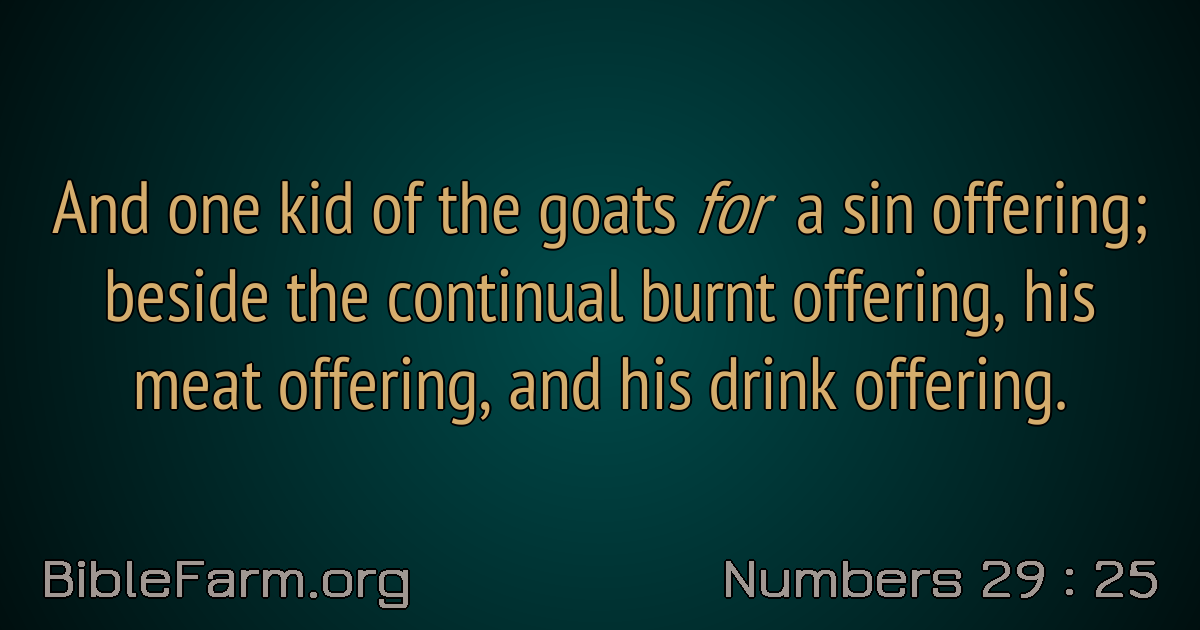 And one kid of the goats for a sin offering;
beside the continual burnt offering, his
meat offering, and his drink offering.
BibleFarm.org
Numbers 29 : 25